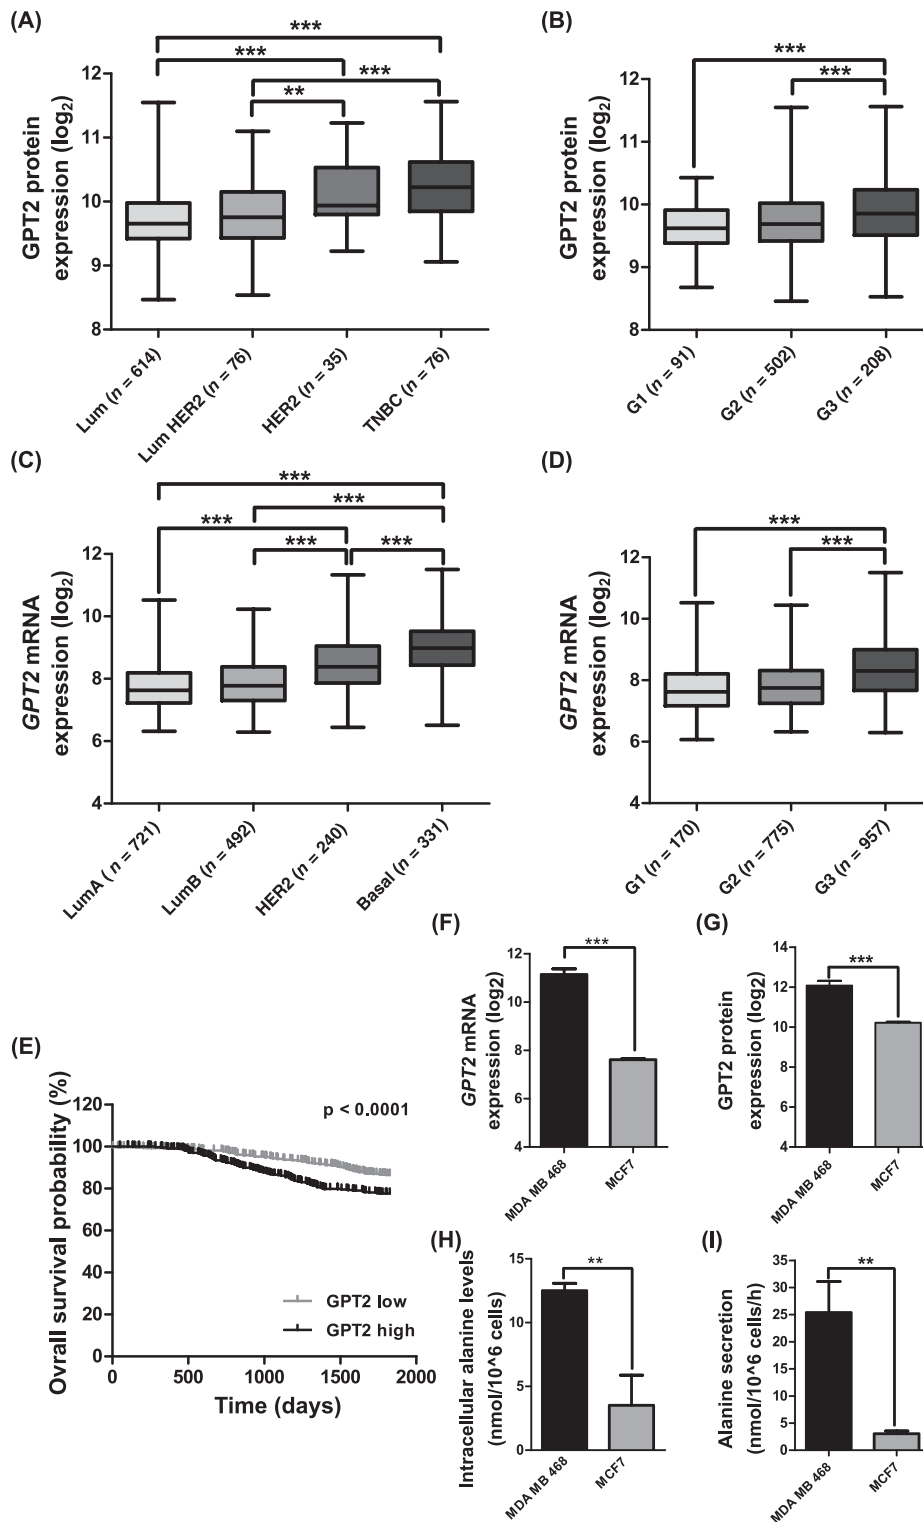 (A)
GPT2 protein
expression (log2)
12
11
10
9
8
***
***
***
**
Lum (n = 614)
Lum HER2 (n = 76)
HER2 (n = 35)
TNBC (n = 76)
(B)
GPT2 protein
expression (log2)
12
11
10
9
8
***
***
G1 (n = 91)
G2 (n = 502)
G3 (n = 208)
(C)
GPT2 mRNA
expression (log2)
12
10
8
6
4
***
***
***
***
***
LumA ( n = 721)
LumB (n = 492)
HER2 (n = 240)
Basal (n = 331)
(D)
GPT2 mRNA
expression (log2)
12
10
8
6
4
***
***
G1 (n = 170)
G2 (n = 775)
G3 (n = 957)
(E)
Ovrall survival probability (%)
120
100
80
60
40
20
0
p < 0.0001
GPT2 low
GPT2 high
0
500
1000
1500
2000
Time (days)
(F)
GPT2 mRNA
expression (log2)
12
10
8
6
4
***
MDA MB 468
MCF7
(G)
GPT2 protein
expression (log2)
14
12
10
8
6
4
***
MDA MB 468
MCF7
(H)
Intracellular alanine levels
(nmol/10^6 cells)
15
10
5
0
**
MDA MB 468
MCF7
(I)
Alanine secretion
(nmol/10^6 cells/h)
35
30
25
20
15
10
5
0
**
MDA MB 468
MCF7